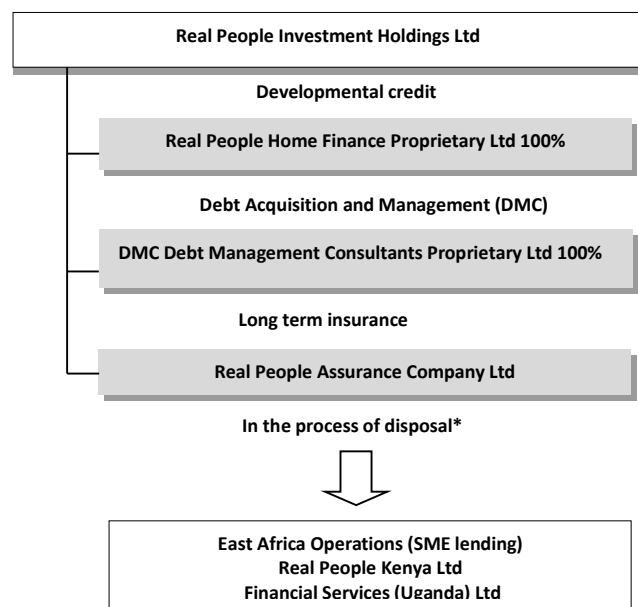 Real People Investment Holdings Ltd
Developmental credit
Real People Home Finance Proprietary Ltd 100%
Debt Acquisition and Management (DMC)
DMC Debt Management Consultants Proprietary Ltd 100%
Long term insurance
Real People Assurance Company Ltd
In the process of disposal*
East Africa Operations (SME lending)
Real People Kenya Ltd
Financial Services (Uganda) Ltd